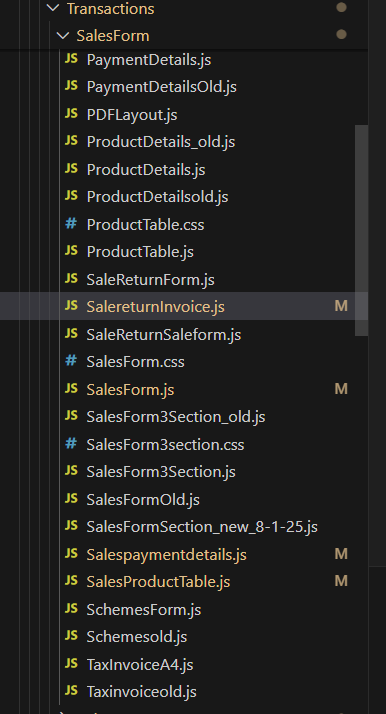 Transactions
SalesForm
JS PaymentDetails.js
JS PaymentDetailsOld.js
JS PDFLayout.js
JS ProductDetails_old.js
JS ProductDetails.js
JS ProductDetailsold.js
# ProductTable.css
JS ProductTable.js
JS SaleReturnForm.js
JS SalereturnInvoice.js M
JS SaleReturnSaleform.js
# SalesForm.css
JS SalesForm.js M
JS SalesForm3Section_old.js
# SalesForm3section.css
JS SalesForm3Section.js
JS SalesFormOld.js
JS SalesFormSection_new_8-1-25.js
JS Salespaymentdetails.js M
JS SalesProductTable.js M
JS SchemesForm.js
JS Schemesold.js
JS TaxInvoiceA4.js
JS Taxinvoiceold.js